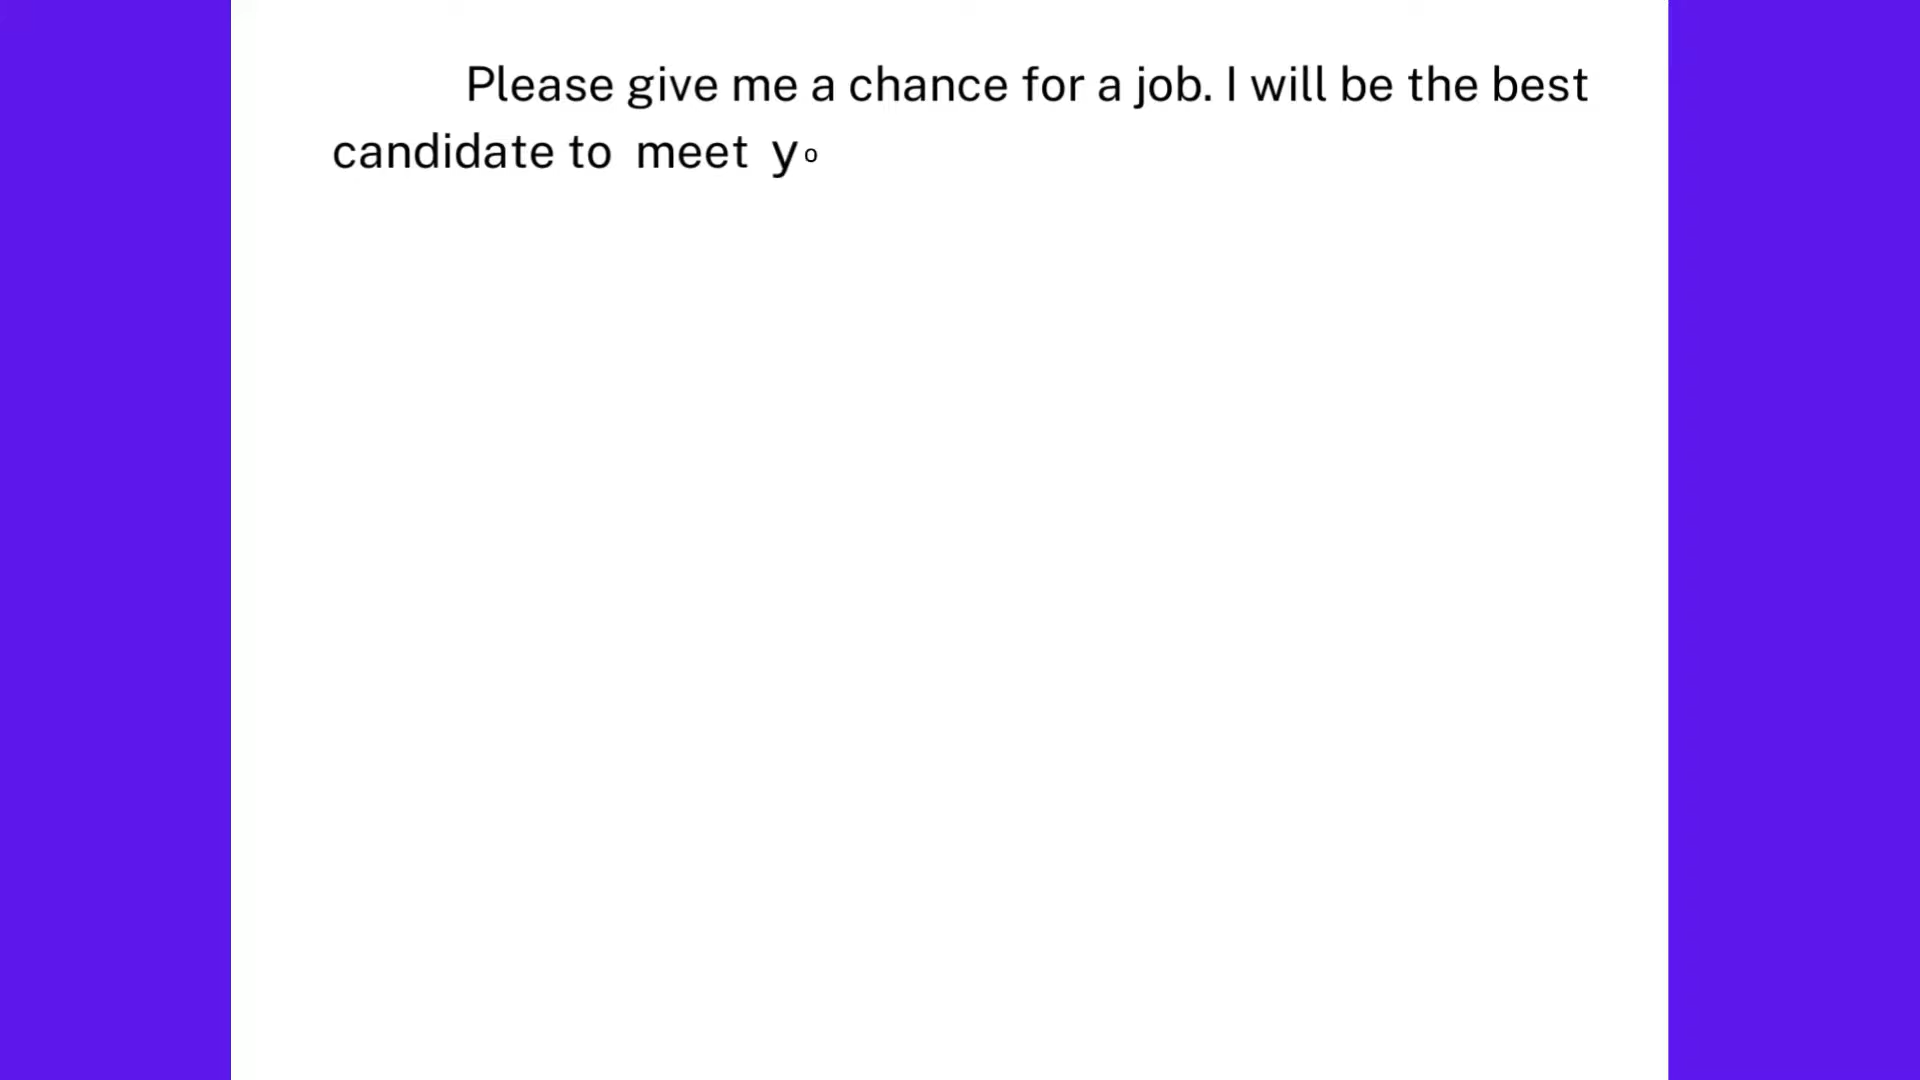 Please give me a chance for a job. I will be the best
candidate to meet yo